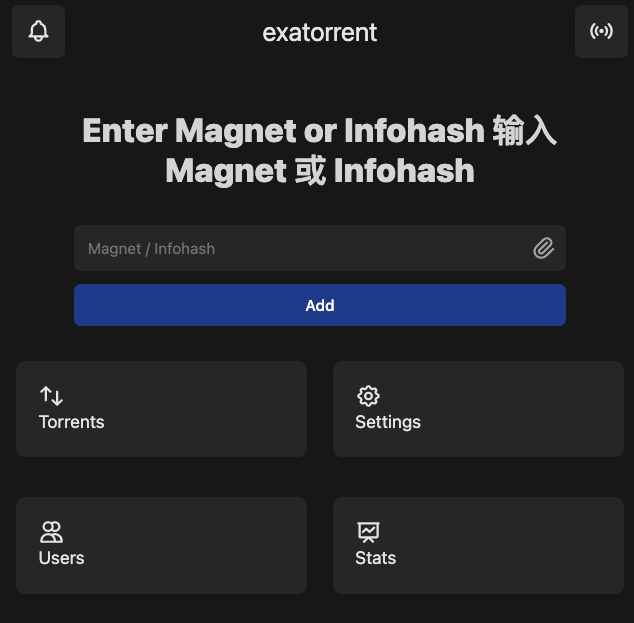 exatorrent
Enter Magnet or Infohash 输入
Magnet 或 Infohash
Magnet / Infohash
Add
Torrents
Settings
Users
Stats